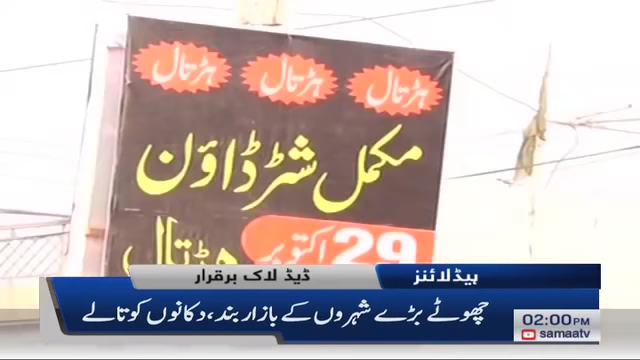 ہڑتال ہڑتال ہڑتال
مکمل شٹر ڈاؤن
29 اکتوبر
ہڑتال
ہیڈلائنز
ڈیڈ لاک برقرار
چھوٹے بڑے شہروں کے بازار بند، دکانوں کو تالے
02:00PM
samaatv